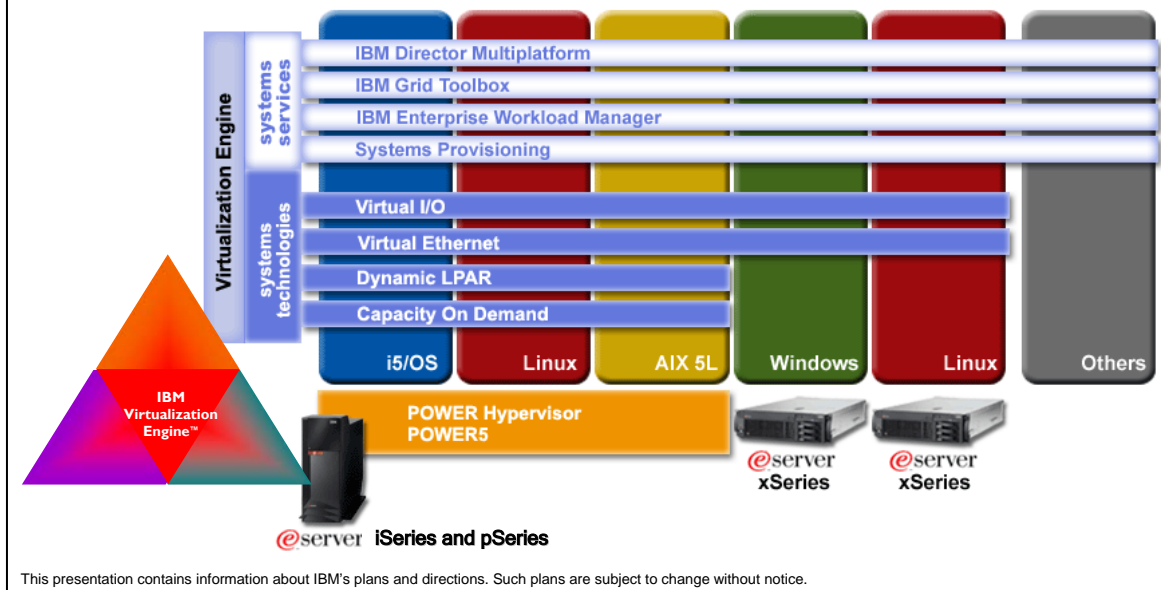 IBM Director Multiplatform
IBM Grid Toolbox
IBM Enterprise Workload Manager
Systems Provisioning
Virtualization Engine
systems
services
systems
technologies
Virtual I/O
Virtual Ethernet
Dynamic LPAR
Capacity On Demand
i5/OS
Linux
AIX 5L
Windows
Linux
Others
IBM
Virtualization
Engine™
POWER Hypervisor
POWER5
eserver
xSeries
eserver
xSeries
eserver iSeries and pSeries
This presentation contains information about IBM's plans and directions. Such plans are subject to change without notice.